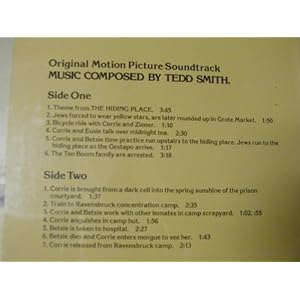 Original Motion Picture Soundtrack
MUSIC COMPOSED BY TEDD SMITH.
Side One
1. Theme from THE HIDING PLACE. 3:45
2. Jews forced to wear yellow stars, are later rounded up in Grote Market. 1:50
3. Bicycle ride with Corrie and Zimmer. 1:10
4. Corrie and Eusie talk over midnight tea. 2:30
5. Corrie and Betsie time practice run upstairs to the hiding place. Jews run to the
hiding place as the Gestapo arrive. 1:17
6. The Ten Boom family are arrested. 3:18
Side Two
1. Corrie is brought from a dark cell into the spring sunshine of the prison
courtyard. 1:37
2. Train to Ravensbruck concentration camp. 2:35
3. Corrie and Betsie work with other inmates in camp scrapyard. 1:02, :55
4. Corrie anguishes in camp hut. 1:56
5. Betsie is taken to hospital. 2:27
6. Betsie dies and Corrie enters morgue to see her. 1:43
7. Corrie released from Ravensbruck camp. 2:13